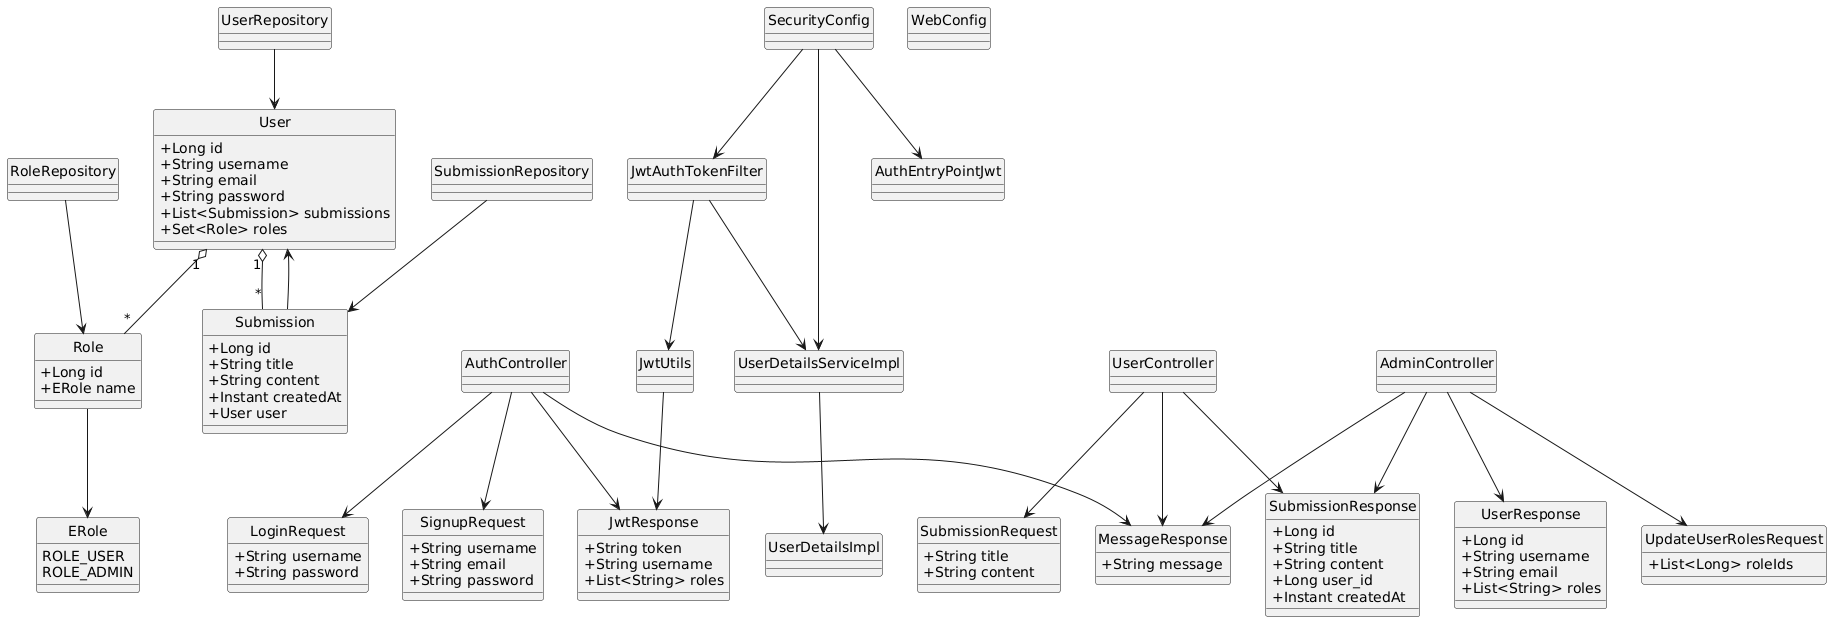 UserRepository
SecurityConfig
WebConfig
User
+Long id
+String username
+String email
+String password
+List<Submission> submissions
+Set<Role> roles
RoleRepository
SubmissionRepository
JwtAuthTokenFilter
AuthEntryPointJwt
1
1
*
*
Role
+Long id
+ERole name
Submission
+Long id
+String title
+String content
+Instant createdAt
+User user
AuthController
JwtUtils
UserDetailsServiceImpl
UserController
AdminController
ERole
ROLE_USER
ROLE_ADMIN
LoginRequest
+String username
+String password
SignupRequest
+String username
+String email
+String password
JwtResponse
+String token
+String username
+List<String> roles
UserDetailsImpl
SubmissionRequest
+String title
+String content
MessageResponse
+String message
SubmissionResponse
+Long id
+String title
+String content
+Long user_id
+Instant createdAt
UserResponse
+Long id
+String username
+String email
+List<String> roles
UpdateUserRolesRequest
+List<Long> roleIds